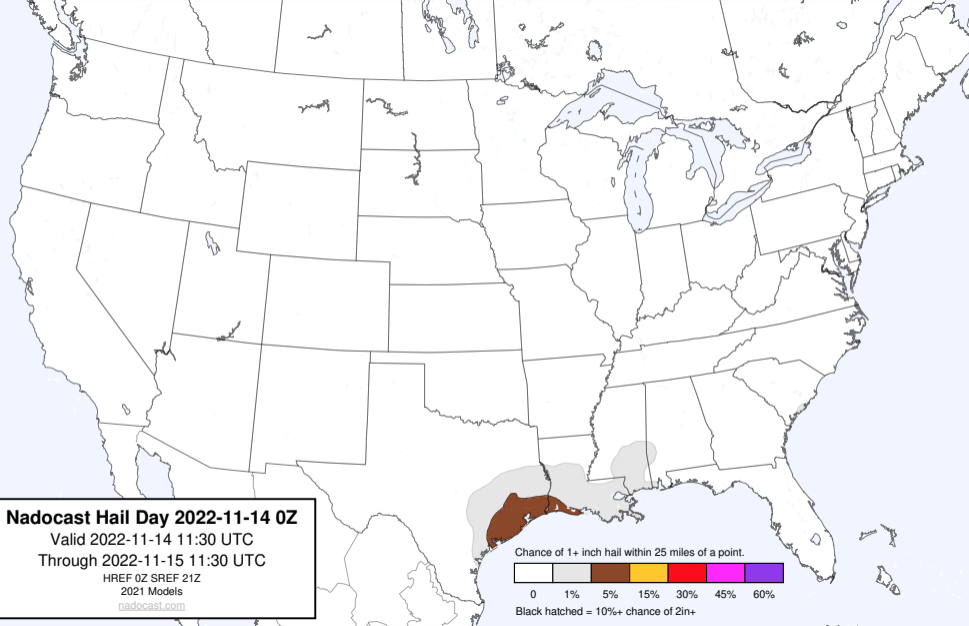 Nadocast Hail Day 2022-11-14 0Z
Valid 2022-11-14 11:30 UTC
Through 2022-11-15 11:30 UTC
HREF 0Z SREF 21Z
2021 Models
nadocast.com
Chance of 1+ inch hail within 25 miles of a point.
0 1% 5% 15% 30% 45% 60%
Black hatched = 10%+ chance of 2in+